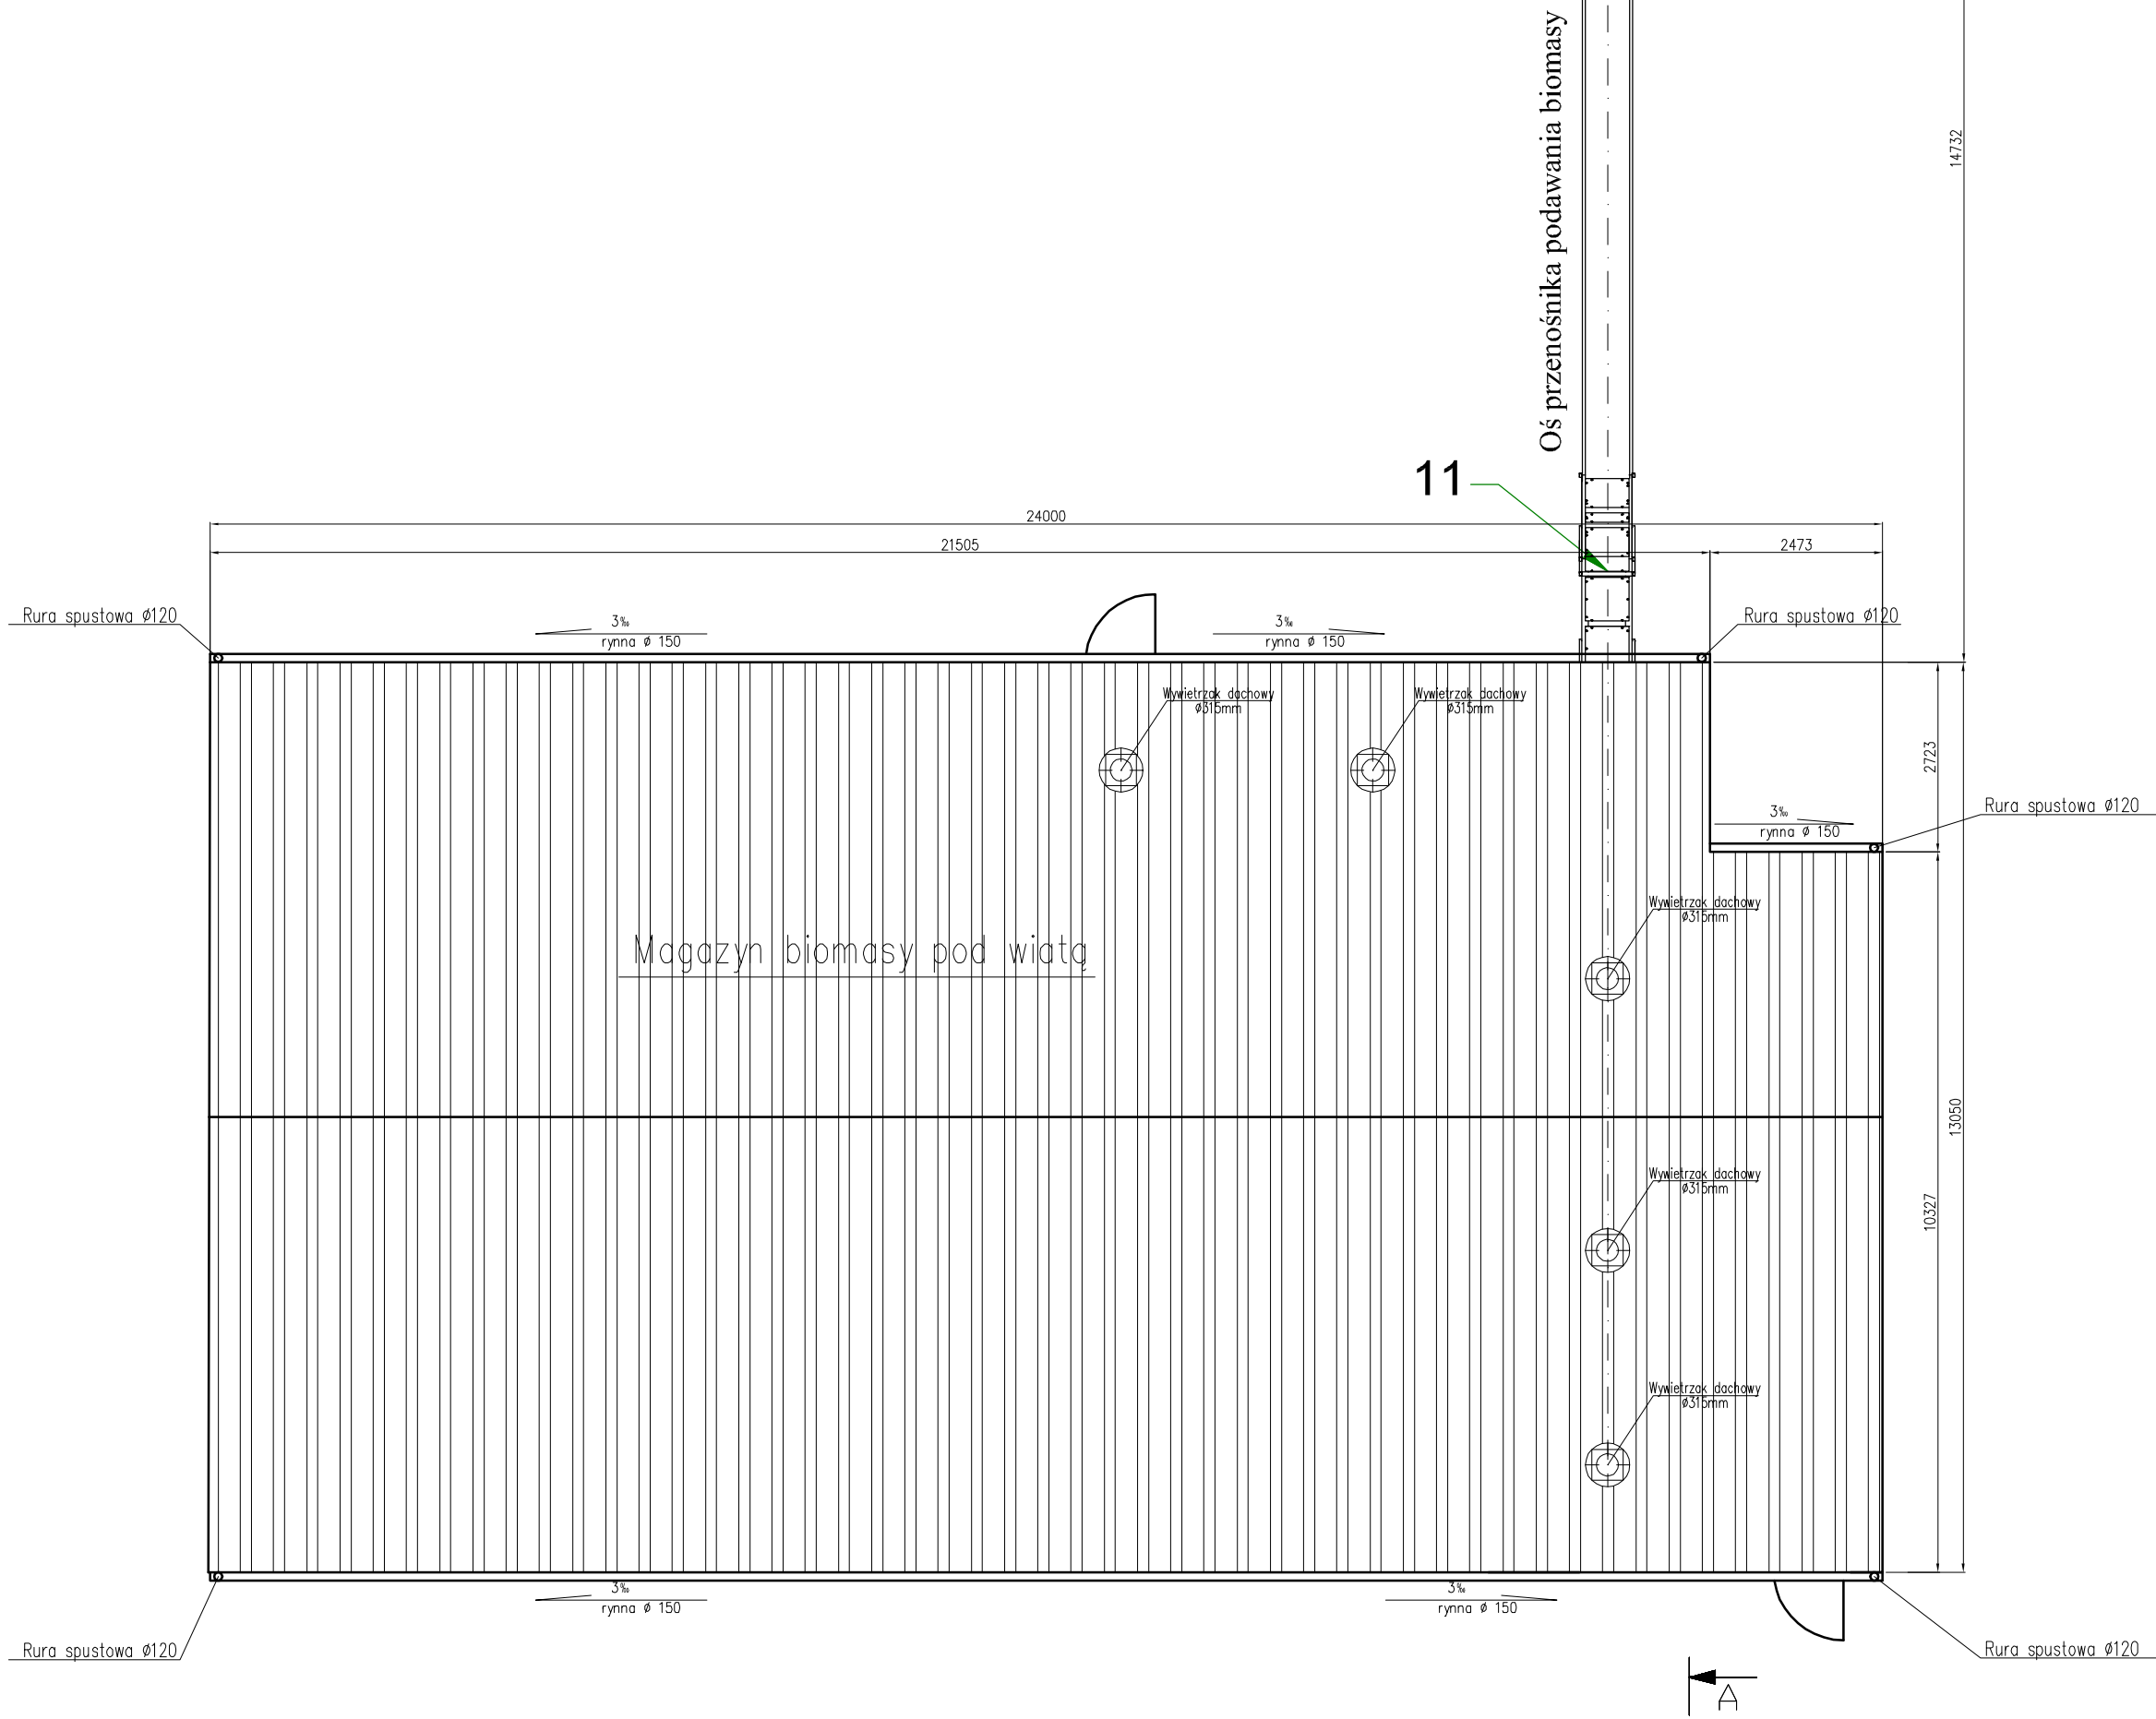 Oś przenośnika podawania biomasy
14732
11
24000
21505
2473
Rura spustowa ø120
3‰
rynna ø 150
3‰
rynna ø 150
Rura spustowa ø120
Wywietrzak dachowy
ø315mm
Wywietrzak dachowy
ø315mm
2723
3‰
rynna ø 150
Rura spustowa ø120
Wywietrzak dachowy
ø315mm
Magazyn biomasy pod wiatą
13050
Wywietrzak dachowy
ø315mm
10327
Wywietrzak dachowy
ø315mm
3‰
rynna ø 150
3‰
rynna ø 150
Rura spustowa ø120
Rura spustowa ø120
A